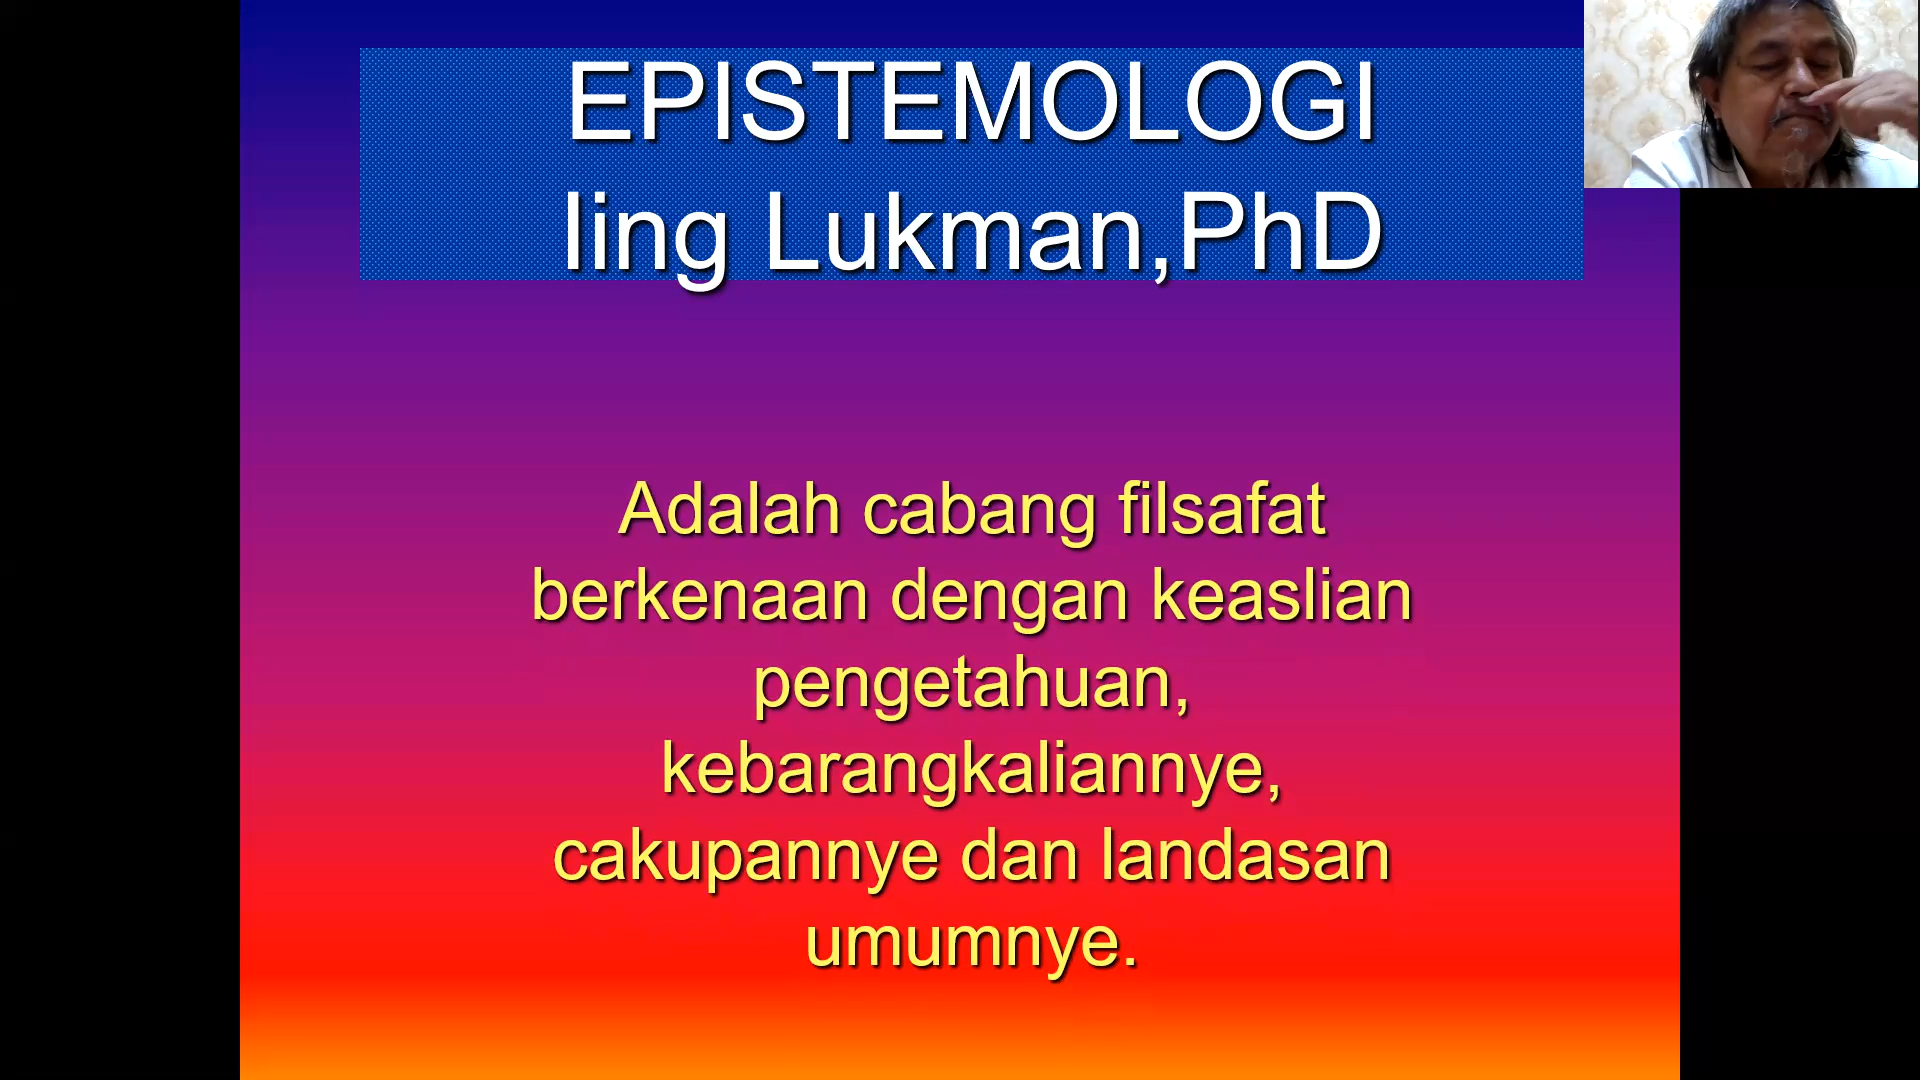 EPISTEMOLOGI
Iing Lukman,PhD
Adalah cabang filsafat
berkenaan dengan keaslian
pengetahuan,
kebarangkaliannye,
cakupannye dan landasan
umumnye.